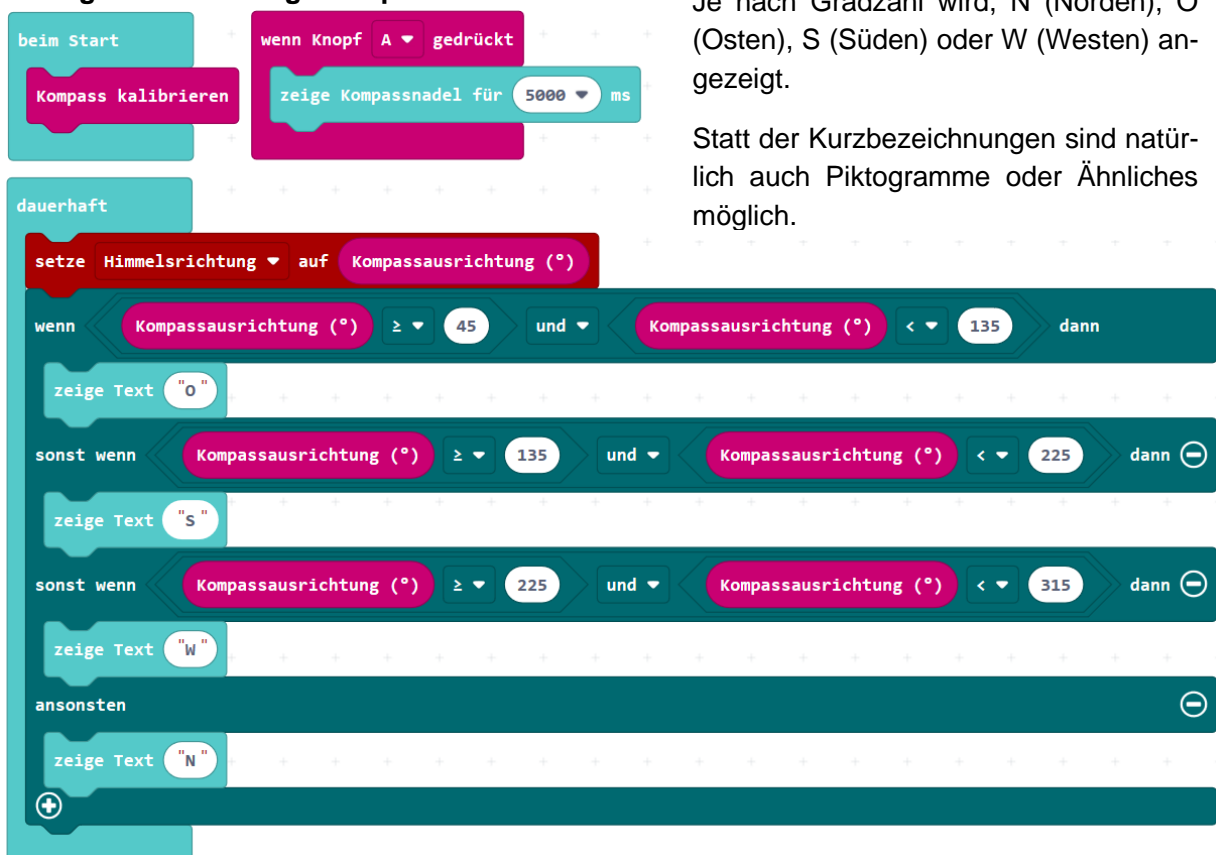 beim Start
Kompass kalibrieren
wenn Knopf A gedrückt
zeige Kompassnadel für 5000 ms
Je nach Gradzahl wird, N (Norden), O
(Osten), S (Süden) oder W (Westen) an-
gezeigt.
Statt der Kurzbezeichnungen sind natür-
lich auch Piktogramme oder Ähnliches
möglich.
dauerhaft
setze Himmelsrichtung auf Kompassausrichtung (°)
wenn Kompassausrichtung (°) ≥ 45 und Kompassausrichtung (°) < 135 dann
zeige Text "O"
sonst wenn Kompassausrichtung (°) ≥ 135 und Kompassausrichtung (°) < 225 dann
zeige Text "S"
sonst wenn Kompassausrichtung (°) ≥ 225 und Kompassausrichtung (°) < 315 dann
zeige Text "W"
ansonsten
zeige Text "N"